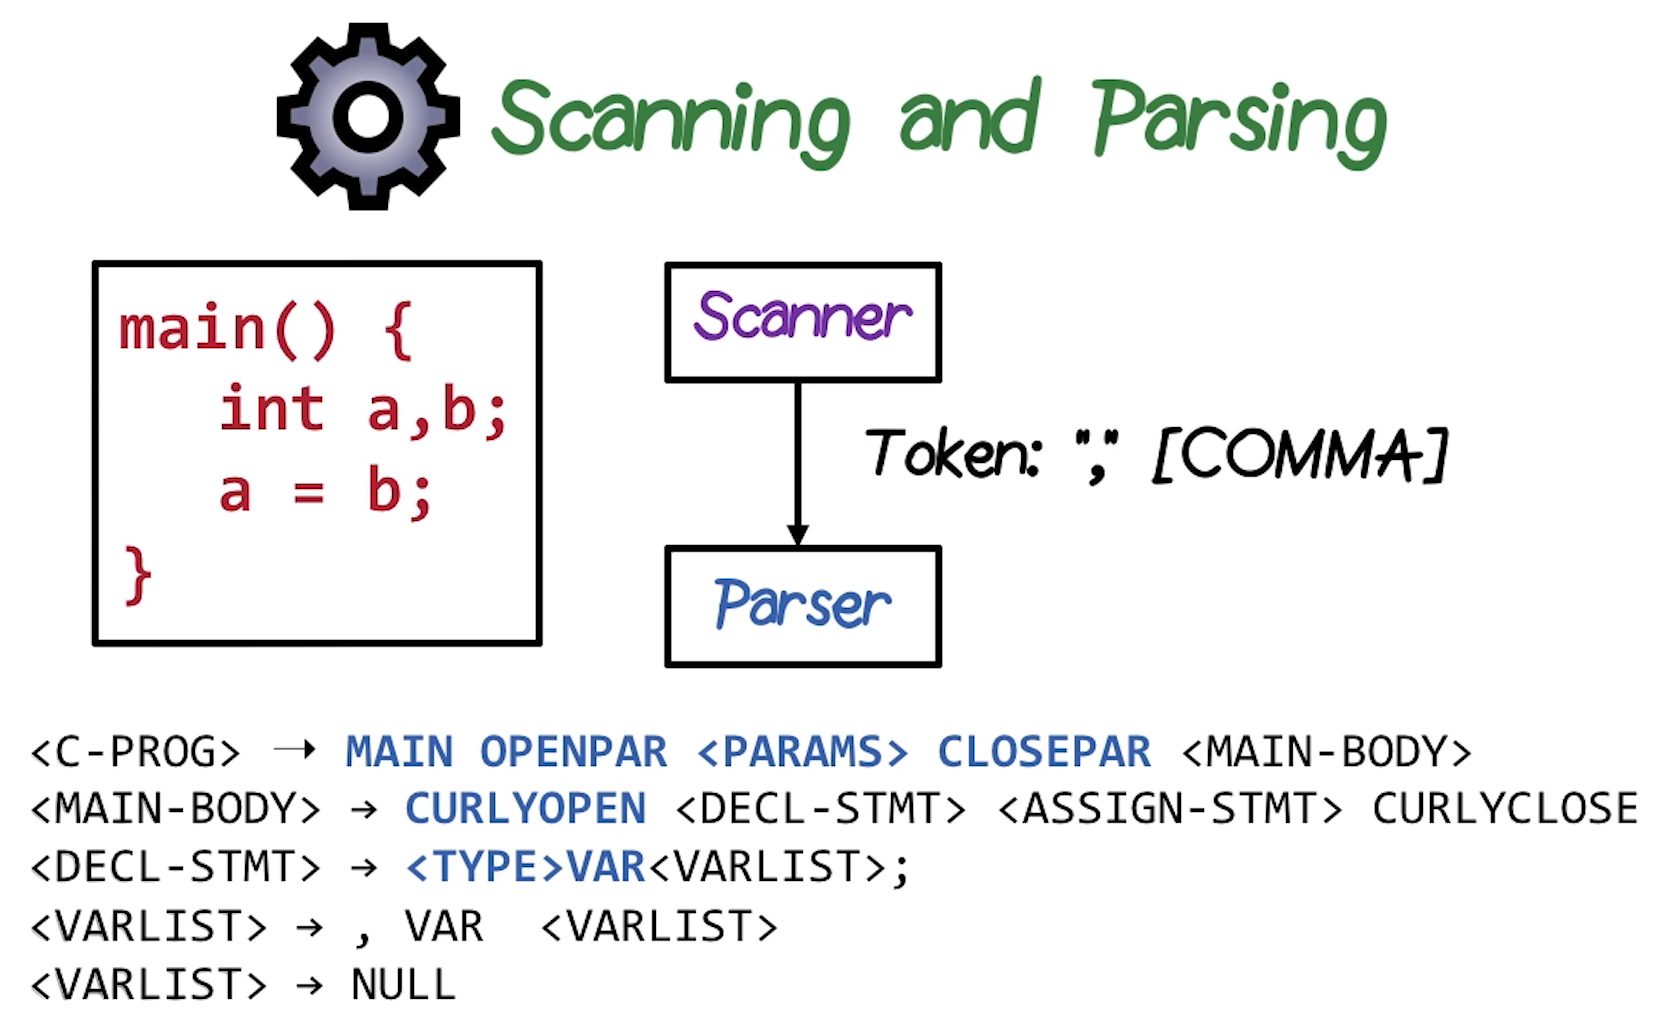 Scanning and Parsing
main() {
int a,b;
a = b;
}
Scanner
Token: "," [COMMA]
Parser
<C-PROG> → MAIN OPENPAR <PARAMS> CLOSEPAR <MAIN-BODY>
<MAIN-BODY> → CURLYOPEN <DECL-STMT> <ASSIGN-STMT> CURLYCLOSE
<DECL-STMT> → <TYPE>VAR<VARLIST>;
<VARLIST> → , VAR <VARLIST>
<VARLIST> → NULL